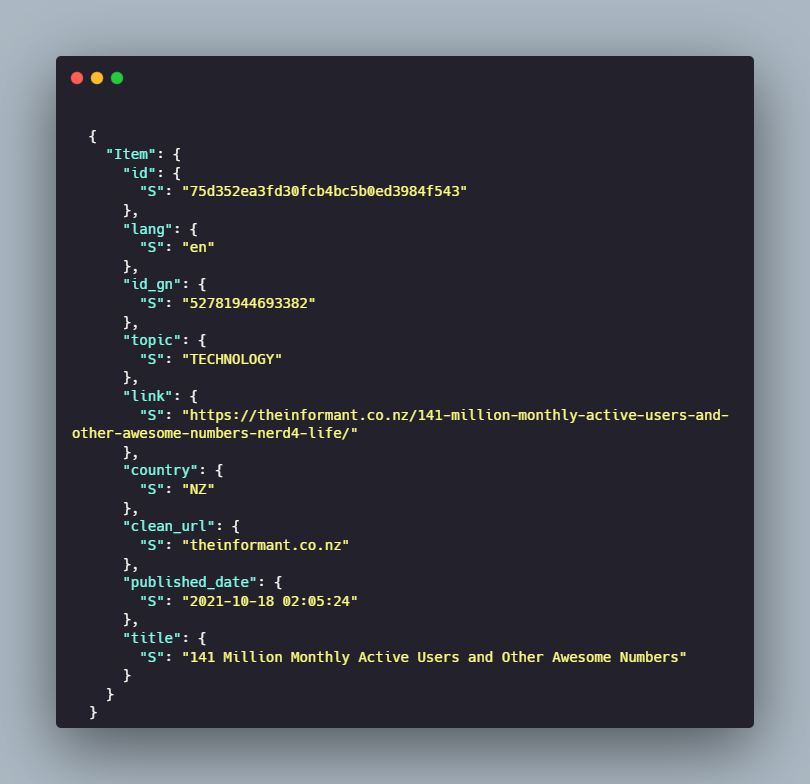 {
"Item": {
"id": {
"S": "75d352ea3fd30fcb4bc5b0ed3984f543"
},
"lang": {
"S": "en"
},
"id_gn": {
"S": "52781944693382"
},
"topic": {
"S": "TECHNOLOGY"
},
"link": {
"S": "https://theinformant.co.nz/141-million-monthly-active-users-and-
other-awesome-numbers-nerd4-life/"
},
"country": {
"S": "NZ"
},
"clean_url": {
"S": "theinformant.co.nz"
},
"published_date": {
"S": "2021-10-18 02:05:24"
},
"title": {
"S": "141 Million Monthly Active Users and Other Awesome Numbers"
}
}
}